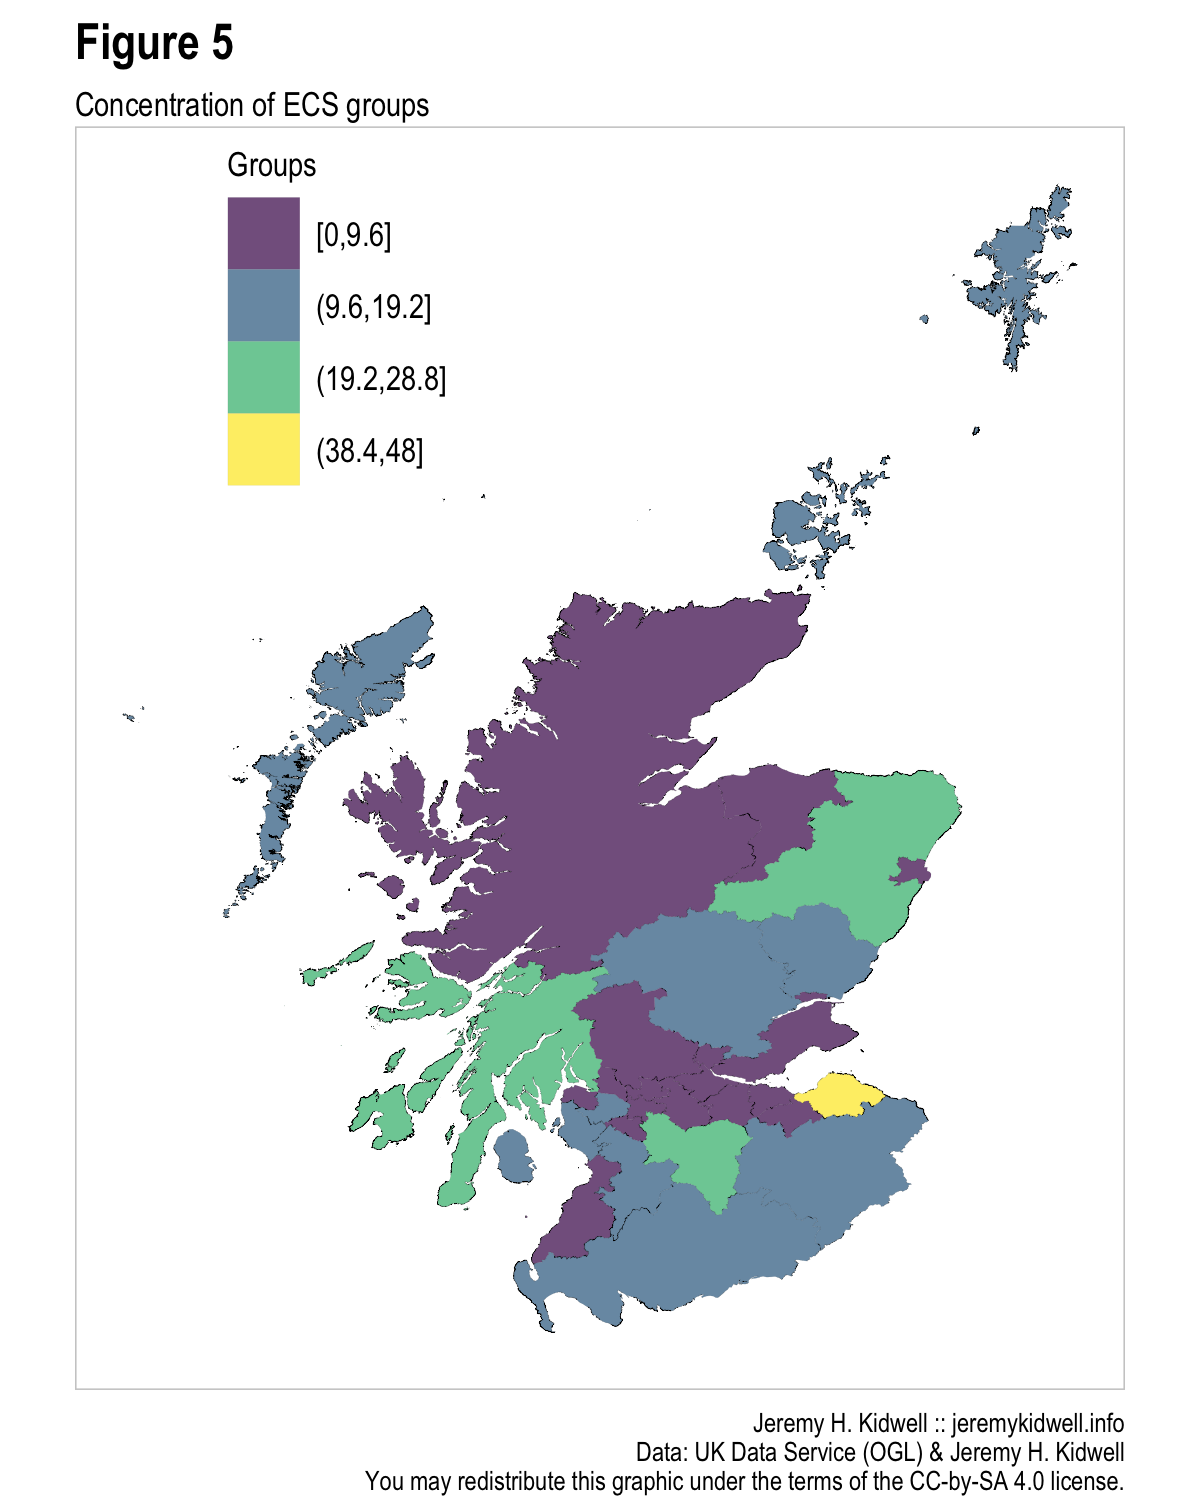 Figure 5
Concentration of ECS groups
Groups
[0,9.6]
(9.6,19.2]
(19.2,28.8]
(38.4,48]
Jeremy H. Kidwell :: jeremykidwell.info
Data: UK Data Service (OGL) & Jeremy H. Kidwell
You may redistribute this graphic under the terms of the CC-by-SA 4.0 license.